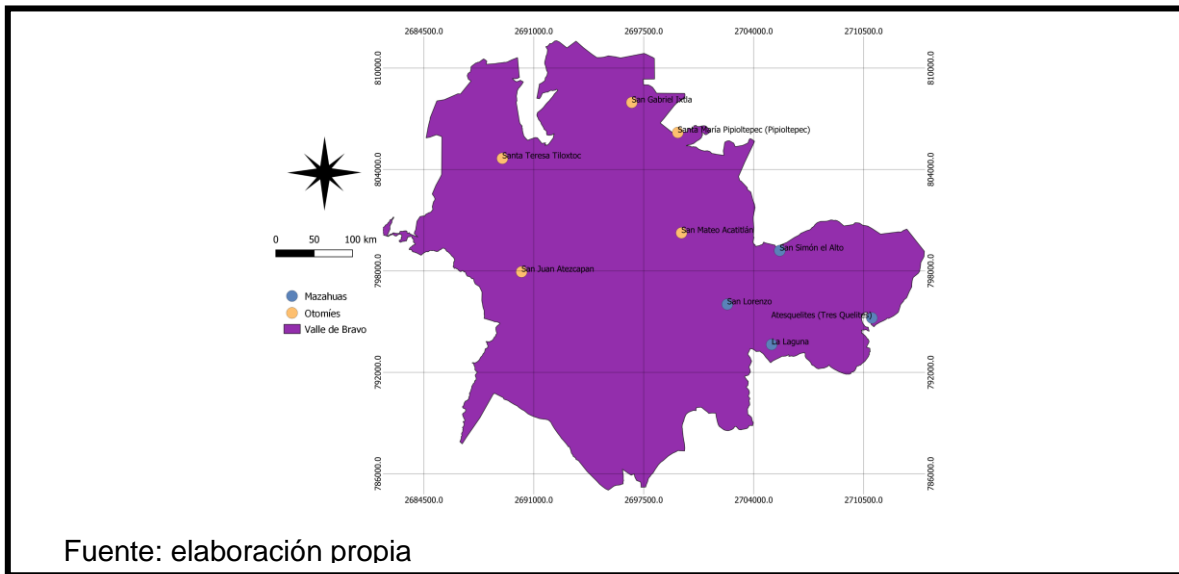 2684500.0 2691000.0 2697500.0 2704000.0 2710500.0
810000.0 810000.0
San Gabriel Ixtla
Santa María Pipioltepec (Pipioltepec)
Santa Teresa Tiloxtoc
804000.0 804000.0
San Mateo Acatitlán
0 50 100 km
San Simón el Alto
798000.0 798000.0
San Juan Atezcapan
Mazahuas
San Lorenzo
Otomíes
Atesquelites (Tres Quelites)
Valle de Bravo
La Laguna
792000.0 792000.0
786000.0 786000.0
2684500.0 2691000.0 2697500.0 2704000.0 2710500.0
Fuente: elaboración propia